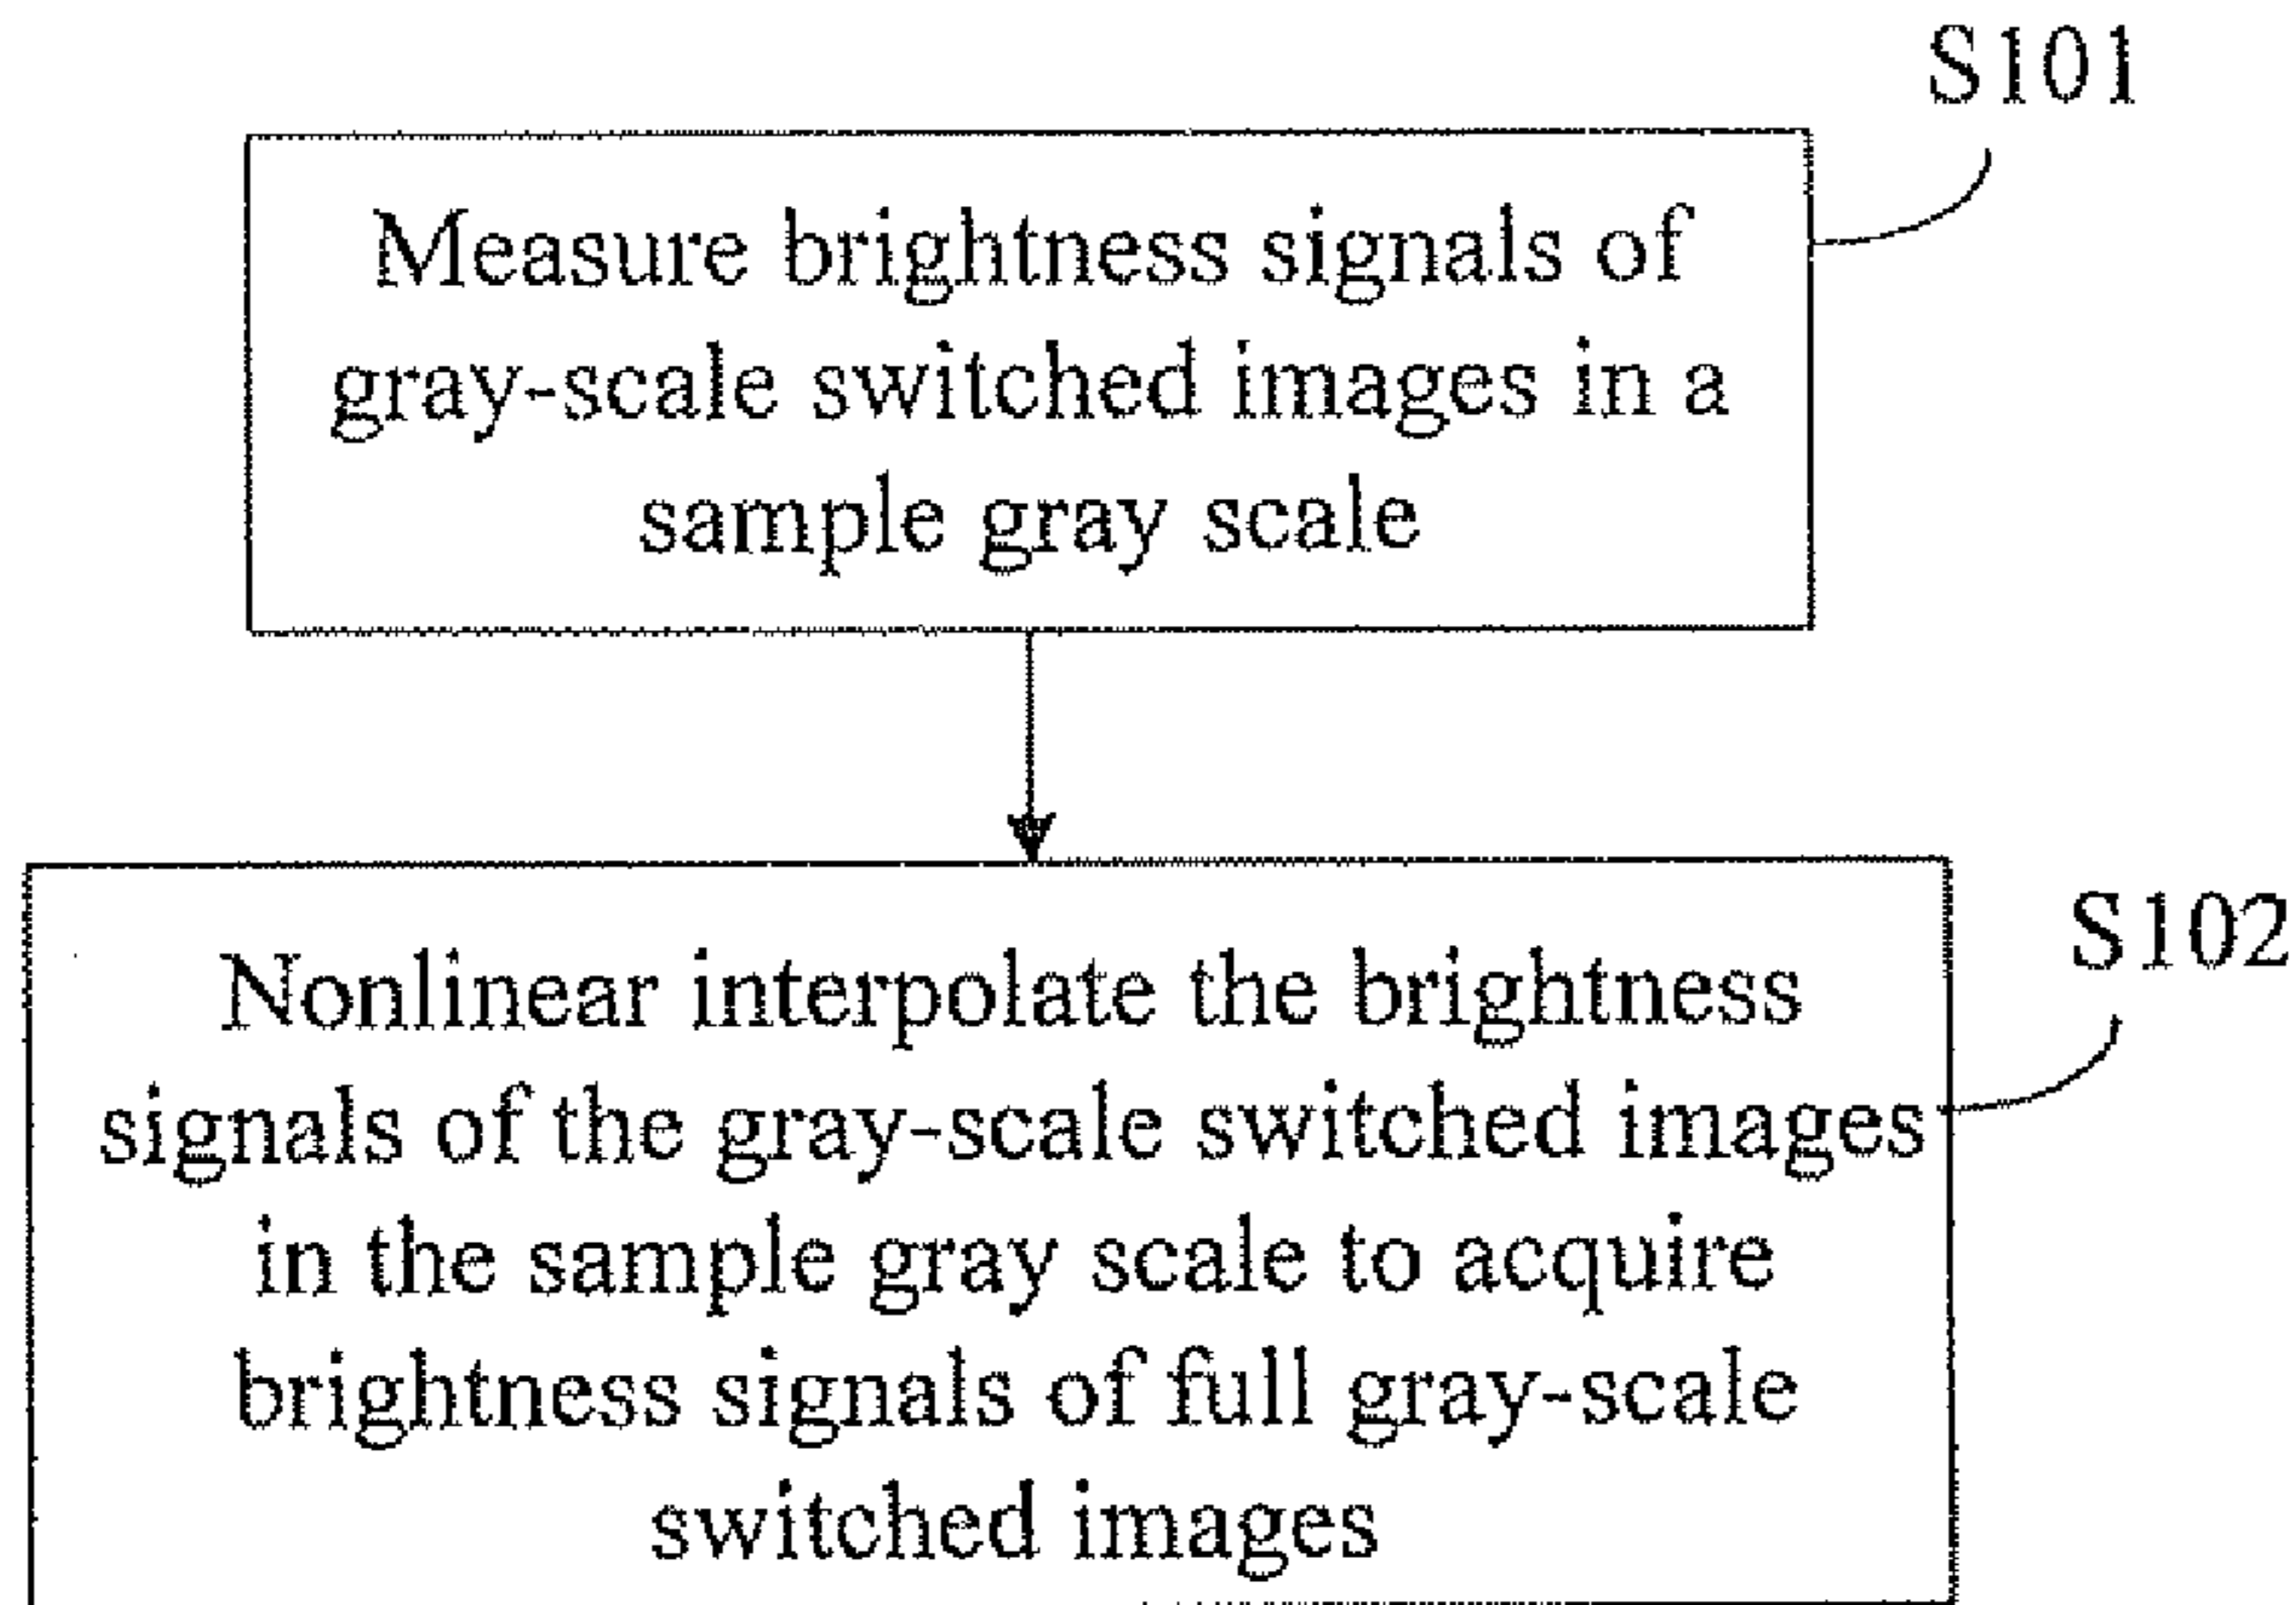 S101
Measure brightness signals of
gray-scale switched images in a
sample gray scale
S102
Nonlinear interpolate the brightness
signals of the gray-scale switched images
in the sample gray scale to acquire
brightness signals of full gray-scale
switched images